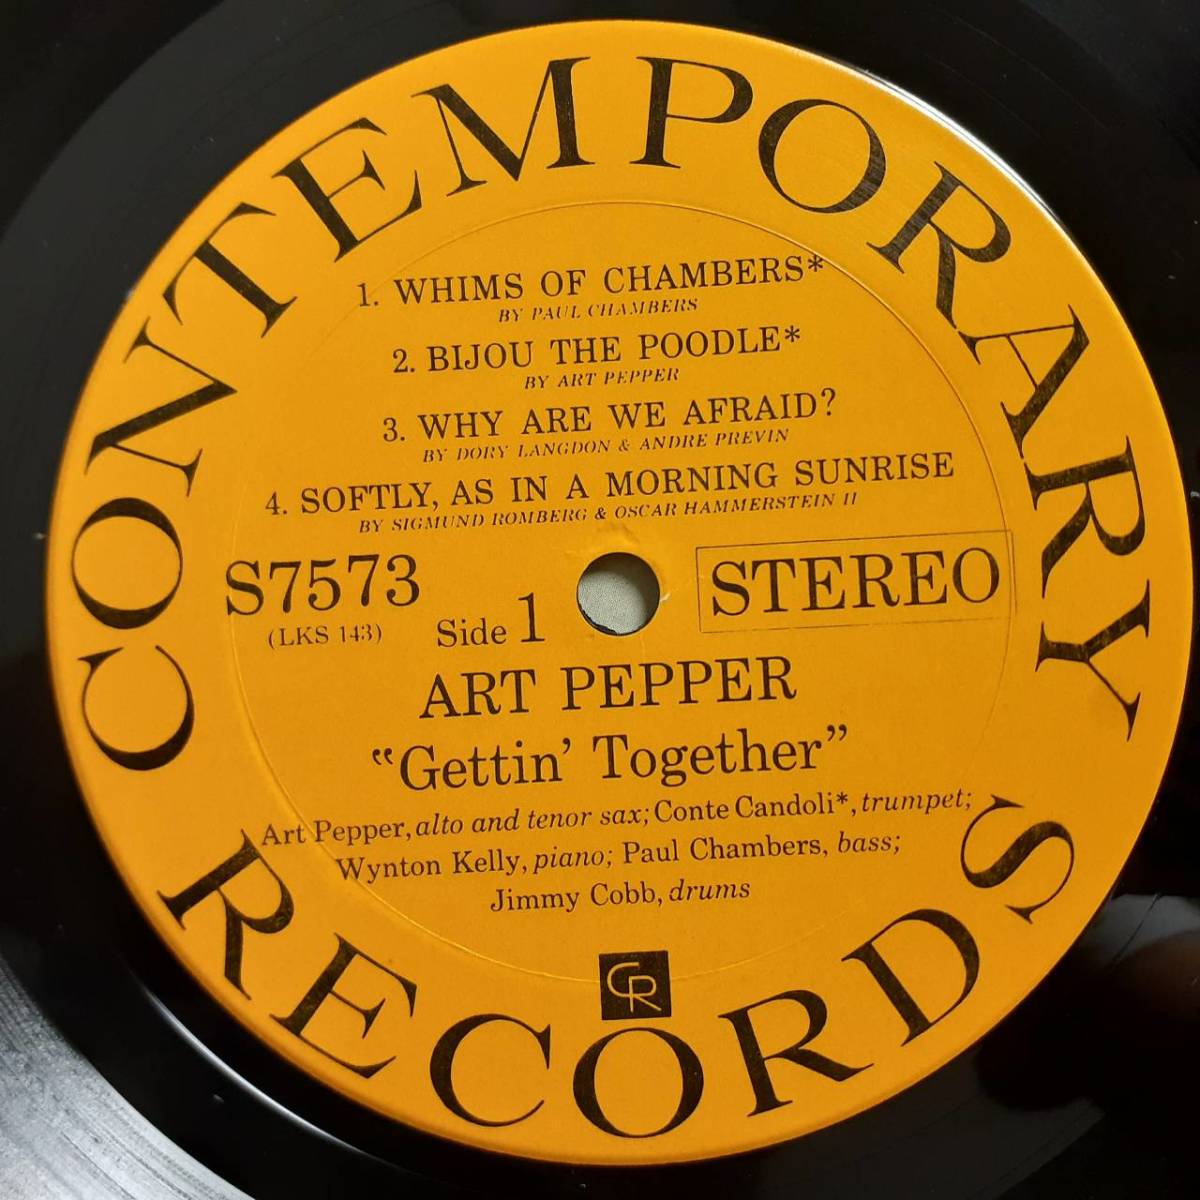 CONTEMPORARY
1. WHIMS OF CHAMBERS*
BY PAUL CHAMBERS
2. BIJOU THE POODLE*
BY ART PEPPER
3. WHY ARE WE AFRAID?
BY DORY LANGDON & ANDRE PREVIN
4. SOFTLY, AS IN A MORNING SUNRISE
BY SIGMUND ROMBERG & OSCAR HAMMERSTEIN II
S7573
(LKS 143)
Side 1
STEREO
ART PEPPER
“Gettin’ Together”
Art Pepper, alto and tenor sax; Conte Candoli*, trumpet;
Wynton Kelly, piano; Paul Chambers, bass;
Jimmy Cobb, drums
CR
RECORDS